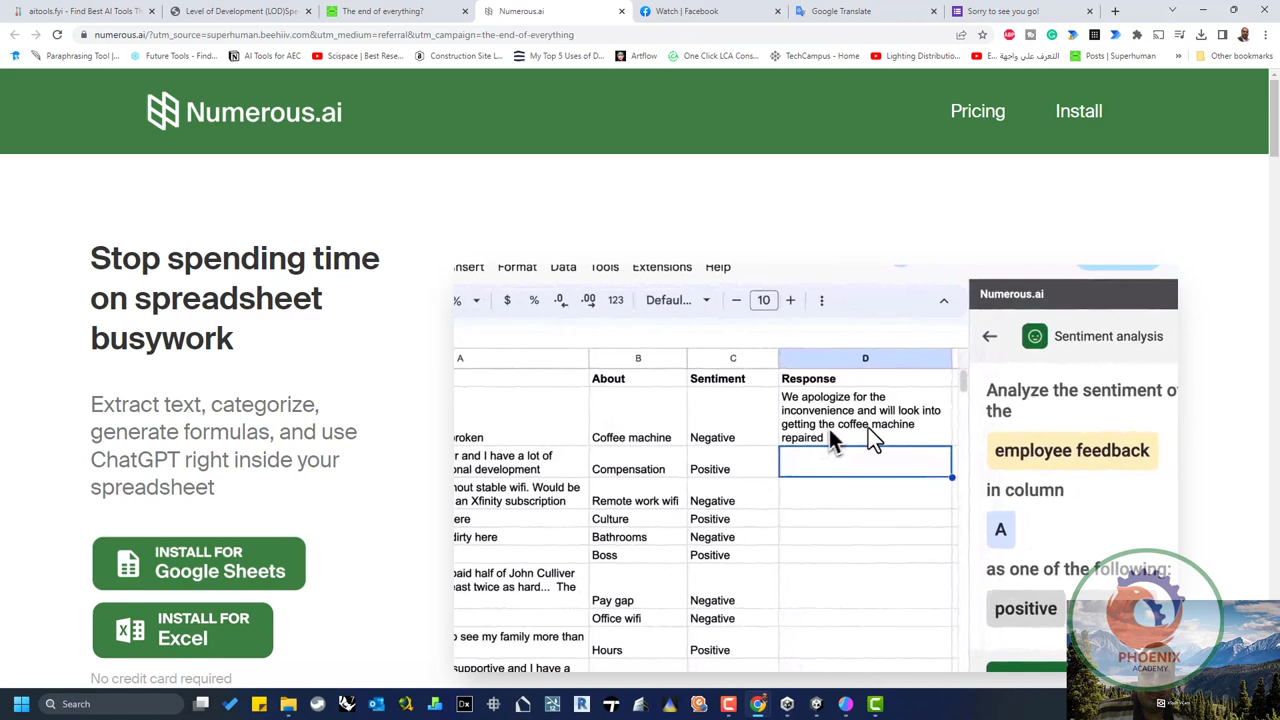 aitools.fyi - Find Best AI Tools Th
Level of Development (LOD)Spe
The end of everything?
Numerous.ai
Watch | Facebook
Google Translate
Sorry to see you go!
numerous.ai/?utm_source=superhuman.beehiiv.com&utm_medium=referral&utm_campaign=the-end-of-everything
Paraphrasing Tool |...
Future Tools - Find...
AI Tools for AEC
Scispace | Best Rese...
Construction Site L...
My Top 5 Uses of D...
Artflow
One Click LCA Cons...
TechCampus - Home
Lighting Distributio...
التعرف علي واجهة...
Posts | Superhuman
Other bookmarks
Numerous.ai
Pricing
Install
Stop spending time
on spreadsheet
busywork
Extract text, categorize,
generate formulas, and use
ChatGPT right inside your
spreadsheet
INSTALL FOR
Google Sheets
INSTALL FOR
Excel
No credit card required
Insert Format Data Tools Extensions Help
% $ % .0 .00 123 Defaul... − 10 +
A B C D
About Sentiment Response
We apologize for the
inconvenience and will look into
getting the coffee machine
roken Coffee machine Negative repaired
r and I have a lot of
onal development Compensation Positive
hout stable wifi. Would be
an Xfinity subscription Remote work wifi Negative
ere Culture Positive
dirty here Bathrooms Negative
Boss Positive
paid half of John Culliver
east twice as hard... The
Pay gap Negative
Office wifi Negative
o see my family more than
Hours Positive
supportive and I have a
Numerous.ai
Sentiment analysis
Analyze the sentiment of
the
employee feedback
in column
A
as one of the following:
positive
PHOENIX
ACADEMY
Search